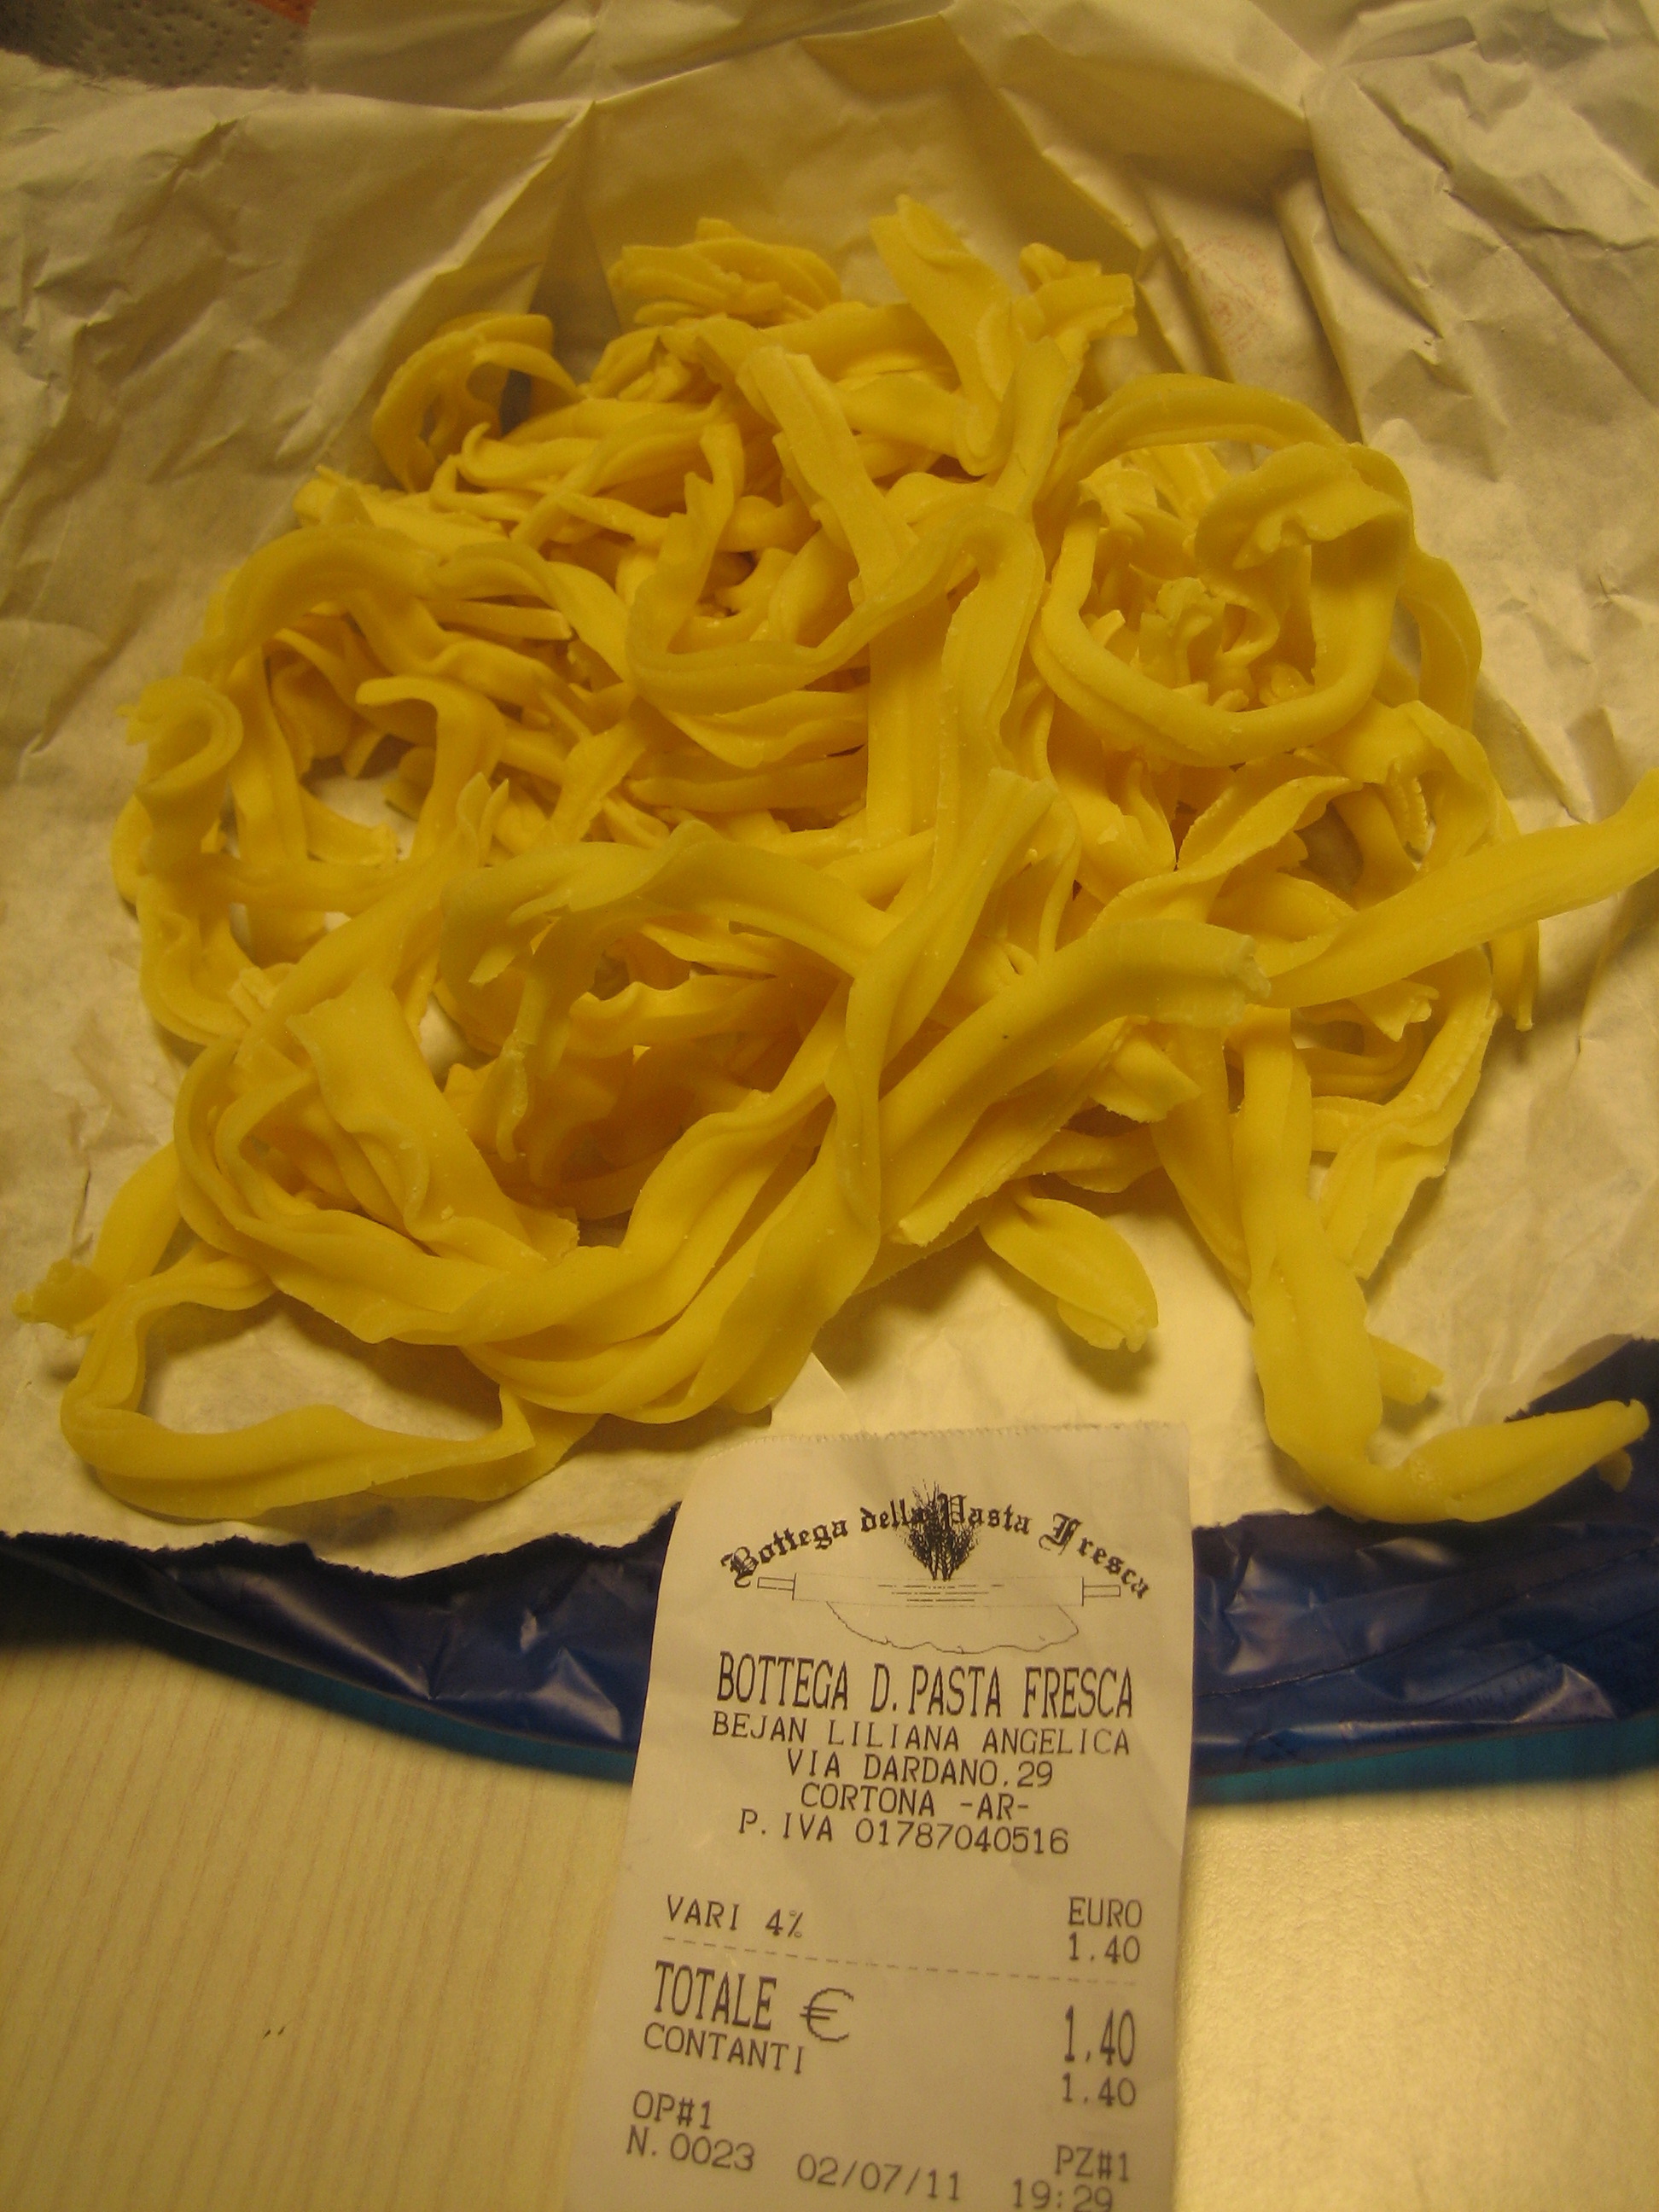 Bottega della Pasta Fresca
BOTTEGA D.PASTA FRESCA
BEJAN LILIANA ANGELICA
VIA DARDANO,29
CORTONA -AR-
P.IVA 01787040516
EURO
VARI 4% 1.40
TOTALE € 1.40
CONTANTI 1.40
OP#1 PZ#1
N.0023 02/07/11 19:29